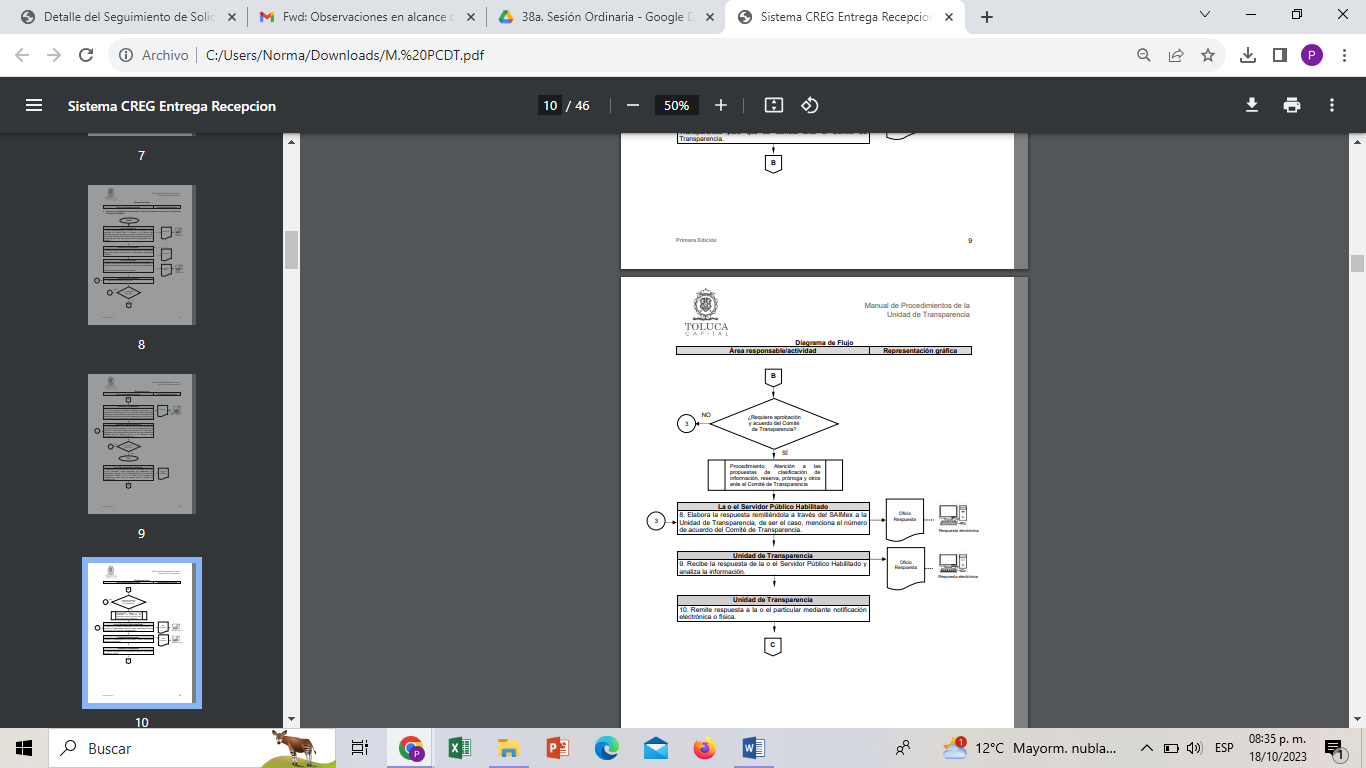 Detalle del Seguimiento de Solic
Fwd: Observaciones en alcance
38a. Sesión Ordinaria - Google D
Sistema CREG Entrega Recepcion
Archivo
C:/Users/Norma/Downloads/M.%20PCDT.pdf
P
Sistema CREG Entrega Recepcion
10 / 46
50%
7
8
9
10
Transparencia.
B
Primera Edición
9
TOLUCA
CAPITAL
Manual de Procedimientos de la
Unidad de Transparencia
Diagrama de Flujo
Área responsable/actividad
Representación gráfica
B
¿Requiere aprobación
y acuerdo del Comité
de Transparencia?
NO
3
SÍ
Procedimiento: Atención a las
propuestas de clasificación de
información, reserva, prórroga y otros
ante el Comité de Transparencia
La o el Servidor Público Habilitado
3
8. Elabora la respuesta remitiéndola a través del SAIMex a la
Unidad de Transparencia, de ser el caso, menciona el número
de acuerdo del Comité de Transparencia.
Oficio
Respuesta
Respuesta electrónica
Unidad de Transparencia
9. Recibe la respuesta de la o el Servidor Público Habilitado y
analiza la información.
Oficio
Respuesta
Respuesta electrónica
Unidad de Transparencia
10. Remite respuesta a la o el particular mediante notificación
electrónica o física.
C
Buscar
1
12°C Mayorm. nubla...
ESP
08:35 p. m.
18/10/2023
1